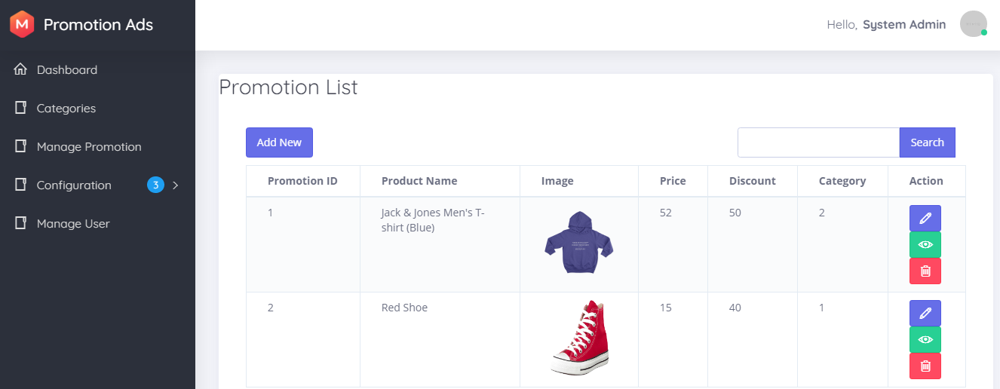 M Promotion Ads
Hello, System Admin
Dashboard
Categories
Manage Promotion
Configuration 3
Manage User
Promotion List
Add New
Search
Promotion ID Product Name Image Price Discount Category Action
1 Jack & Jones Men's T- 52 50 2
shirt (Blue)
2 Red Shoe 15 40 1